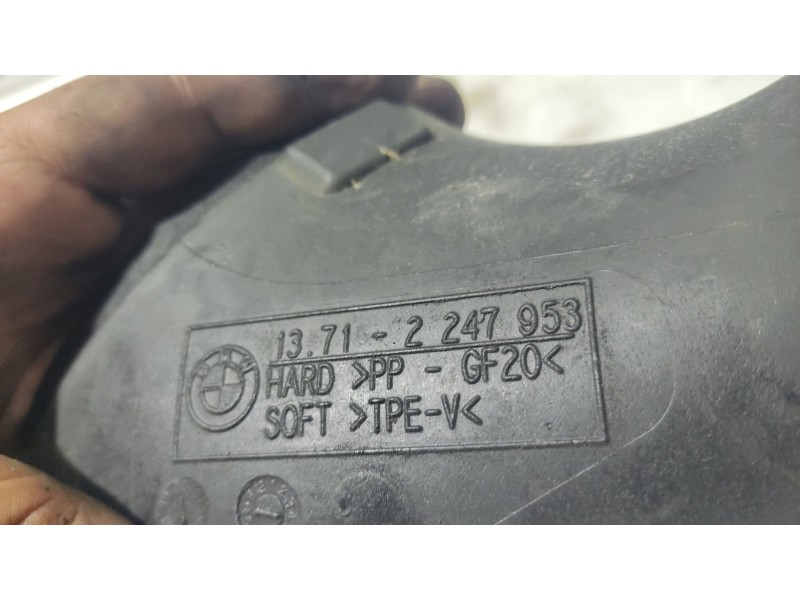 13.71 - 2 247 953
HARD >PP - GF20<
SOFT >TPE-V<